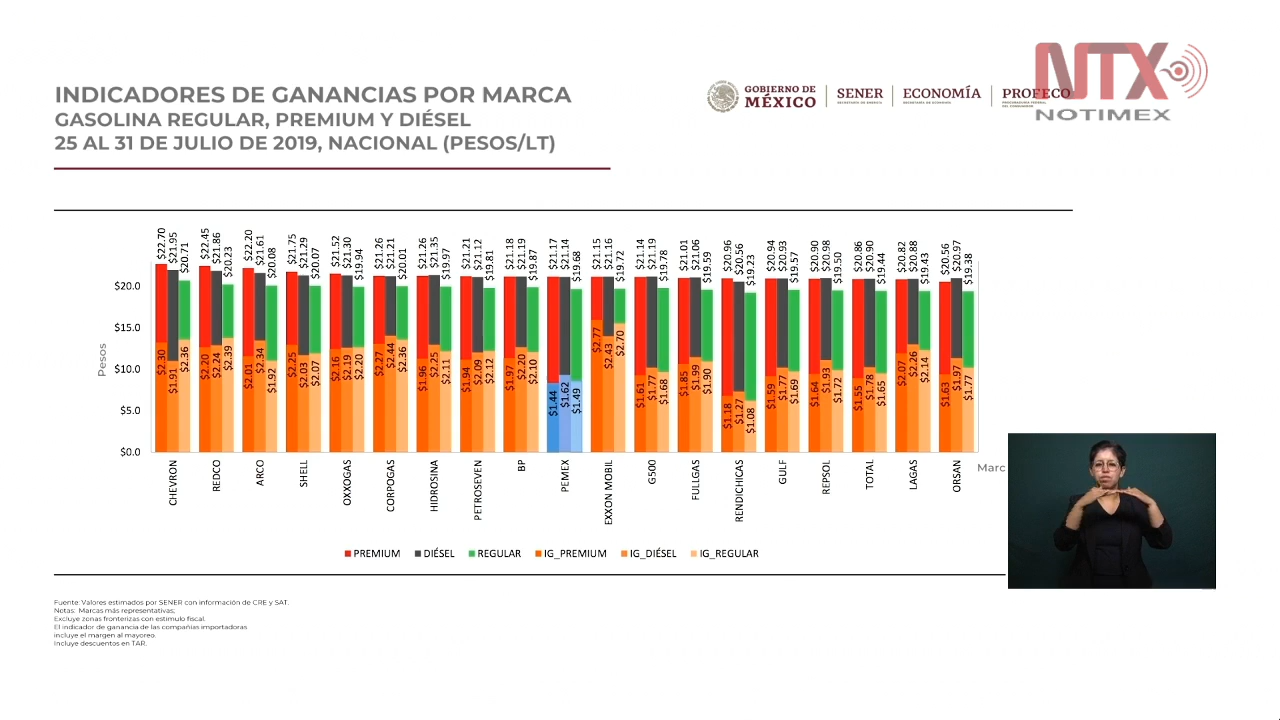 INDICADORES DE GANANCIAS POR MARCA
GASOLINA REGULAR, PREMIUM Y DIÉSEL
25 AL 31 DE JULIO DE 2019, NACIONAL (PESOS/LT)
GOBIERNO DE
MÉXICO
SENER
SECRETARÍA DE ENERGÍA
ECONOMÍA
SECRETARÍA DE ECONOMÍA
PROFECO
PROCURADURÍA FEDERAL
DEL CONSUMIDOR
NTX
NOTIMEX
$22.70 $21.95 $20.71
$22.45 $21.86 $20.23
$22.20 $21.61 $20.08
$21.75 $21.29 $20.07
$21.52 $21.30 $19.94
$21.26 $21.21 $20.01
$21.26 $21.35 $19.97
$21.21 $21.12 $19.81
$21.18 $21.19 $19.87
$21.17 $21.14 $19.68
$21.15 $21.16 $19.72
$21.14 $21.19 $19.78
$21.01 $21.06 $19.59
$20.96 $20.56 $19.23
$20.94 $20.93 $19.57
$20.90 $20.98 $19.50
$20.86 $20.90 $19.44
$20.82 $20.88 $19.43
$20.56 $20.97 $19.38
$20.0
$15.0
$10.0
$5.0
$0.0
Pesos
$2.30 $1.91 $2.36
$2.20 $2.24 $2.39
$2.01 $2.34 $1.92
$2.25 $2.03 $2.07
$2.16 $2.19 $2.20
$2.27 $2.44 $2.36
$1.96 $2.25 $2.11
$1.94 $2.09 $2.12
$1.97 $2.20 $2.10
$1.44 $1.62 $1.49
$2.77 $2.43 $2.70
$1.61 $1.77 $1.68
$1.85 $1.99 $1.90
$1.18 $1.27 $1.08
$1.59 $1.77 $1.69
$1.64 $1.93 $1.72
$1.55 $1.78 $1.65
$2.07 $2.26 $2.14
$1.63 $1.97 $1.77
CHEVRON
REDCO
ARCO
SHELL
OXXOGAS
CORPOGAS
HIDROSINA
PETROSEVEN
BP
PEMEX
EXXON MOBIL
G500
FULLGAS
RENDICHICAS
GULF
REPSOL
TOTAL
LAGAS
ORSAN
Marc
PREMIUM DIÉSEL REGULAR IG_PREMIUM IG_DIÉSEL IG_REGULAR
Fuente: Valores estimados por SENER con información de CRE y SAT.
Notas: Marcas más representativas;
Excluye zonas fronterizas con estimulo fiscal.
El indicador de ganancia de las compañías importadoras
incluye el margen al mayoreo.
Incluye descuentos en TAR.